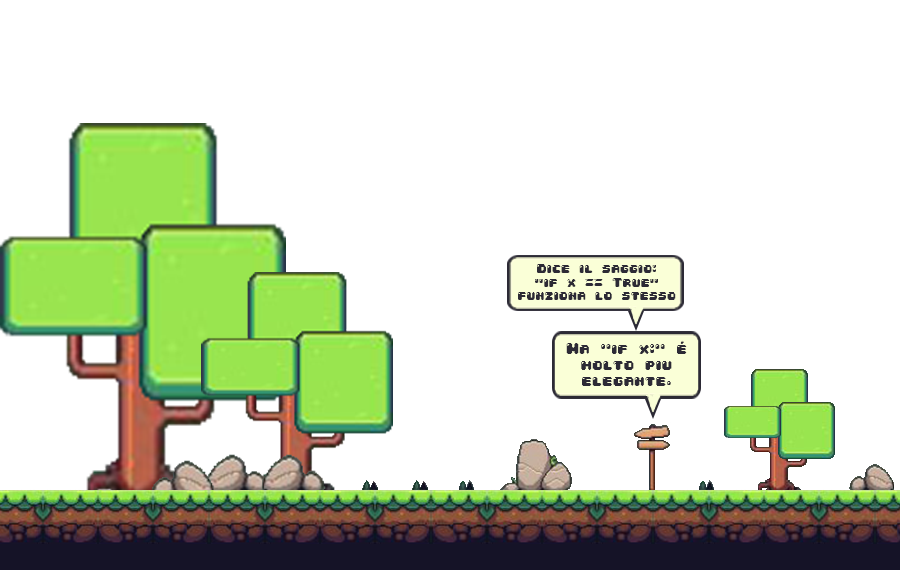 Dice il saggio:
"if x == True"
funziona lo stesso
Ma "if x:" é
molto piu
elegante.